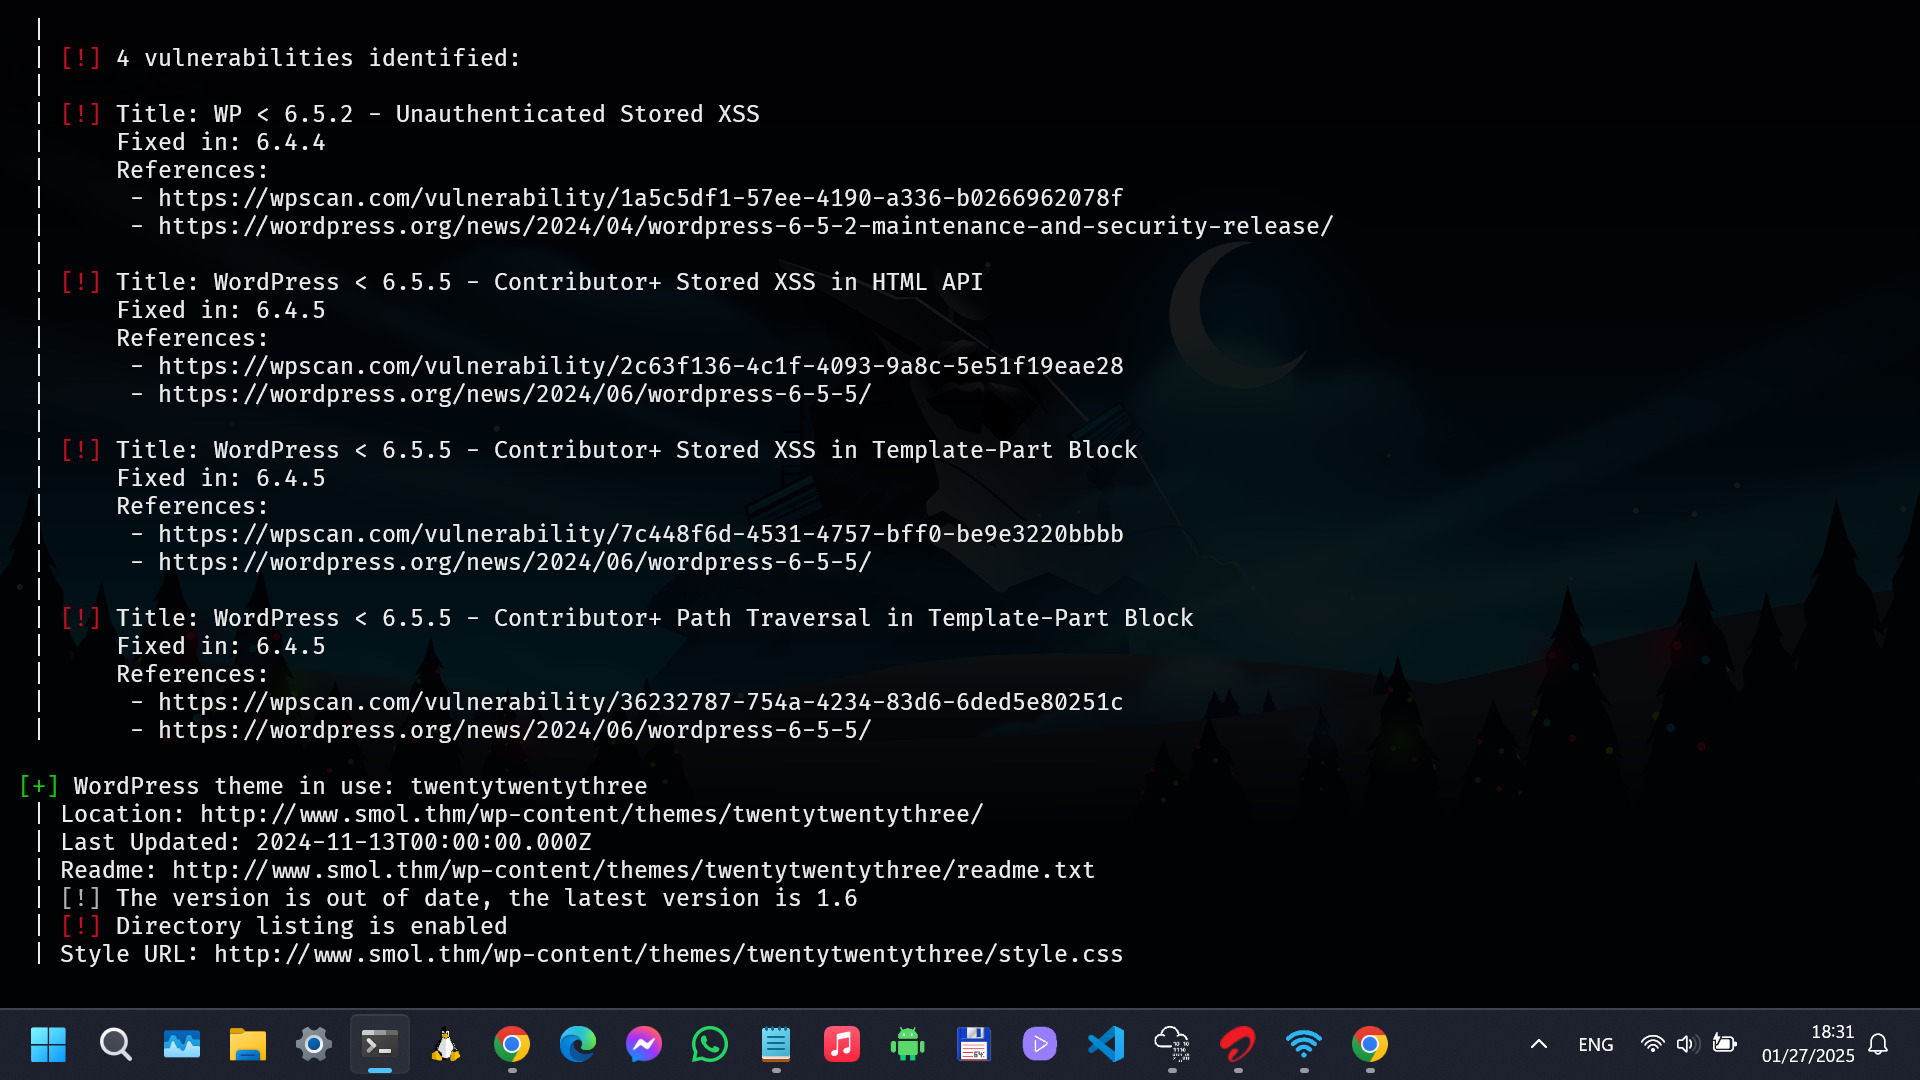 |
| [!] 4 vulnerabilities identified:
|
| [!] Title: WP < 6.5.2 - Unauthenticated Stored XSS
|     Fixed in: 6.4.4
|     References:
|      - https://wpscan.com/vulnerability/1a5c5df1-57ee-4190-a336-b0266962078f
|      - https://wordpress.org/news/2024/04/wordpress-6-5-2-maintenance-and-security-release/
|
| [!] Title: WordPress < 6.5.5 - Contributor+ Stored XSS in HTML API
|     Fixed in: 6.4.5
|     References:
|      - https://wpscan.com/vulnerability/2c63f136-4c1f-4093-9a8c-5e51f19eae28
|      - https://wordpress.org/news/2024/06/wordpress-6-5-5/
|
| [!] Title: WordPress < 6.5.5 - Contributor+ Stored XSS in Template-Part Block
|     Fixed in: 6.4.5
|     References:
|      - https://wpscan.com/vulnerability/7c448f6d-4531-4757-bff0-be9e3220bbbb
|      - https://wordpress.org/news/2024/06/wordpress-6-5-5/
|
| [!] Title: WordPress < 6.5.5 - Contributor+ Path Traversal in Template-Part Block
|     Fixed in: 6.4.5
|     References:
|      - https://wpscan.com/vulnerability/36232787-754a-4234-83d6-6ded5e80251c
|      - https://wordpress.org/news/2024/06/wordpress-6-5-5/
[+] WordPress theme in use: twentytwentythree
| Location: http://www.smol.thm/wp-content/themes/twentytwentythree/
| Last Updated: 2024-11-13T00:00:00.000Z
| Readme: http://www.smol.thm/wp-content/themes/twentytwentythree/readme.txt
| [!] The version is out of date, the latest version is 1.6
| [!] Directory listing is enabled
| Style URL: http://www.smol.thm/wp-content/themes/twentytwentythree/style.css
ENG
18:31
01/27/2025